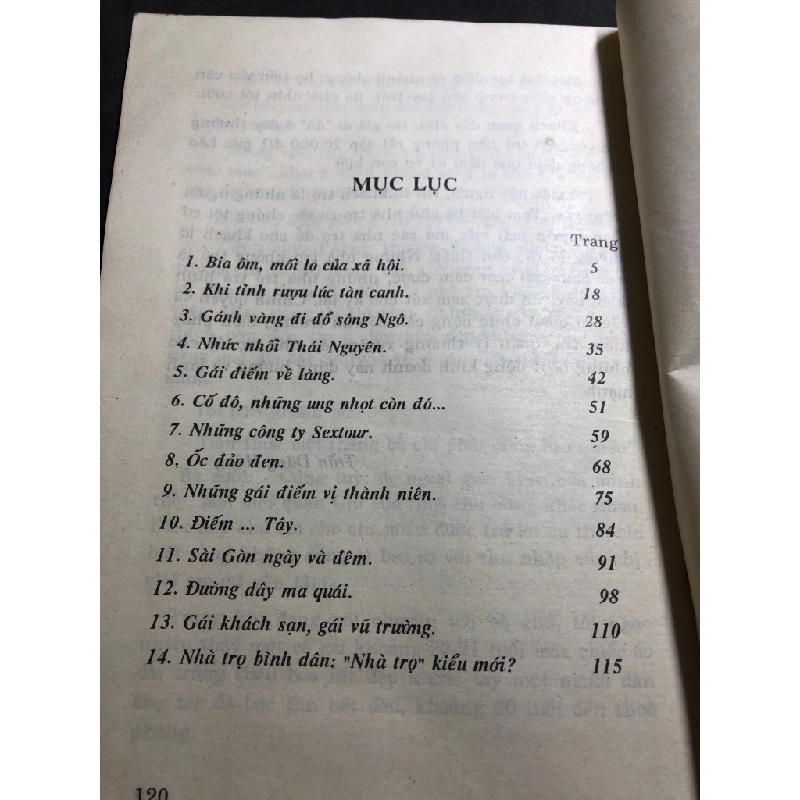 MỤC LỤC
Trang
1. Bia ôm, mối lo của xã hội. 5
2. Khi tỉnh rượu lúc tàn canh. 18
3. Gánh vàng đi đổ sông Ngô. 28
4. Nhức nhối Thái Nguyên. 35
5. Gái điếm về làng. 42
6. Cố đô, những ung nhọt còn đó... 51
7. Những công ty Sextour. 59
8. Ốc đảo đen. 68
9. Những gái điếm vị thành niên. 75
10. Điếm ... Tây. 84
11. Sài Gòn ngày và đêm. 91
12. Đường dây ma quái. 98
13. Gái khách sạn, gái vũ trường. 110
14. Nhà trọ bình dân: "Nhà trọ" kiểu mới? 115
120